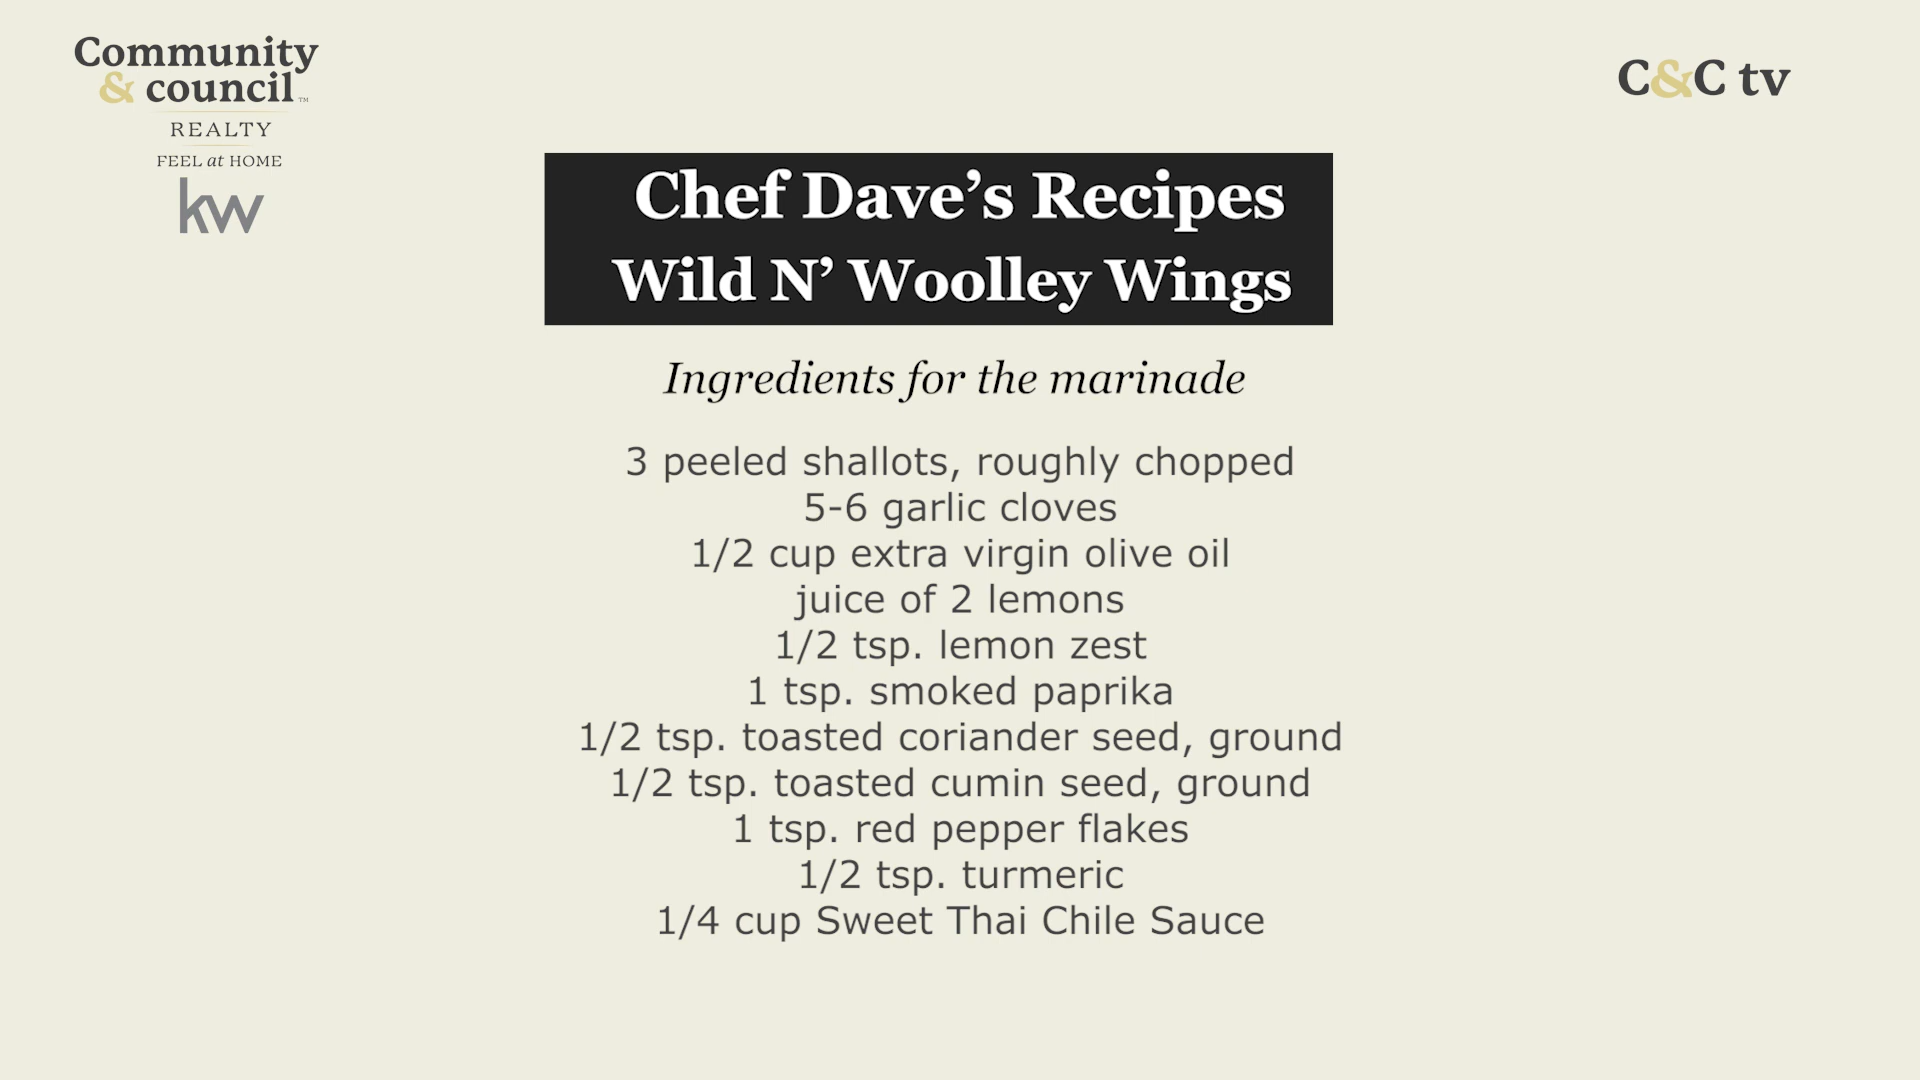 Community
& council™
REALTY
FEEL at HOME
kw
C&C tv
Chef Dave’s Recipes
Wild N’ Woolley Wings
Ingredients for the marinade
3 peeled shallots, roughly chopped
5-6 garlic cloves
1/2 cup extra virgin olive oil
juice of 2 lemons
1/2 tsp. lemon zest
1 tsp. smoked paprika
1/2 tsp. toasted coriander seed, ground
1/2 tsp. toasted cumin seed, ground
1 tsp. red pepper flakes
1/2 tsp. turmeric
1/4 cup Sweet Thai Chile Sauce